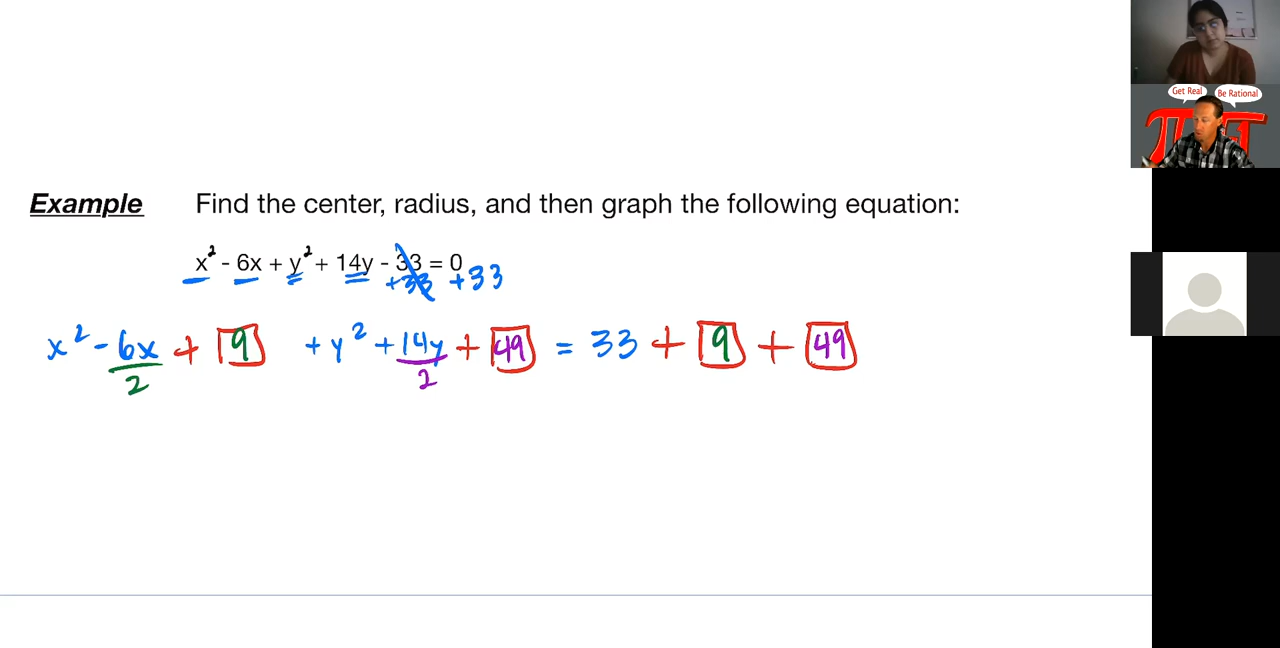 Get Real
Be Rational
Example Find the center, radius, and then graph the following equation:
x² - 6x + y² + 14y - 33 = 0
+33 +33
x² - 6x + 9 + y² + 14y + 49 = 33 + 9 + 49
2 2